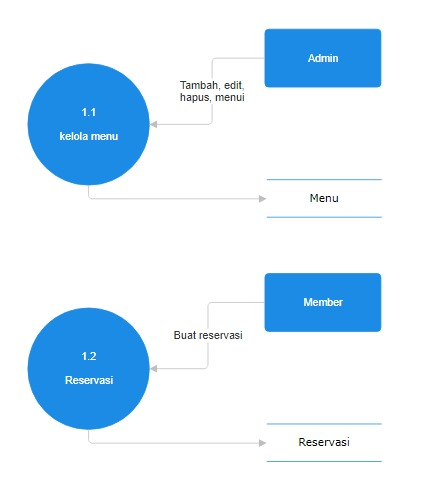 Admin
Tambah, edit,
hapus, menui
1.1
kelola menu
Menu
Member
Buat reservasi
1.2
Reservasi
Reservasi